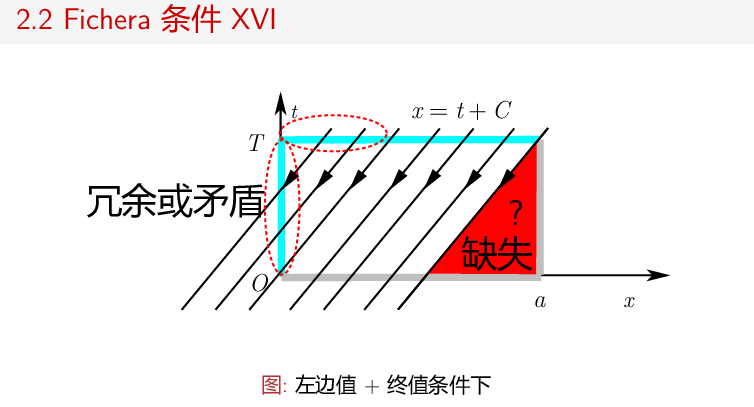 2.2 Fichera 条件 XVI
t
x = t + C
T
冗余或矛盾
?
缺失
O
a
x
图: 左边值 + 终值条件下